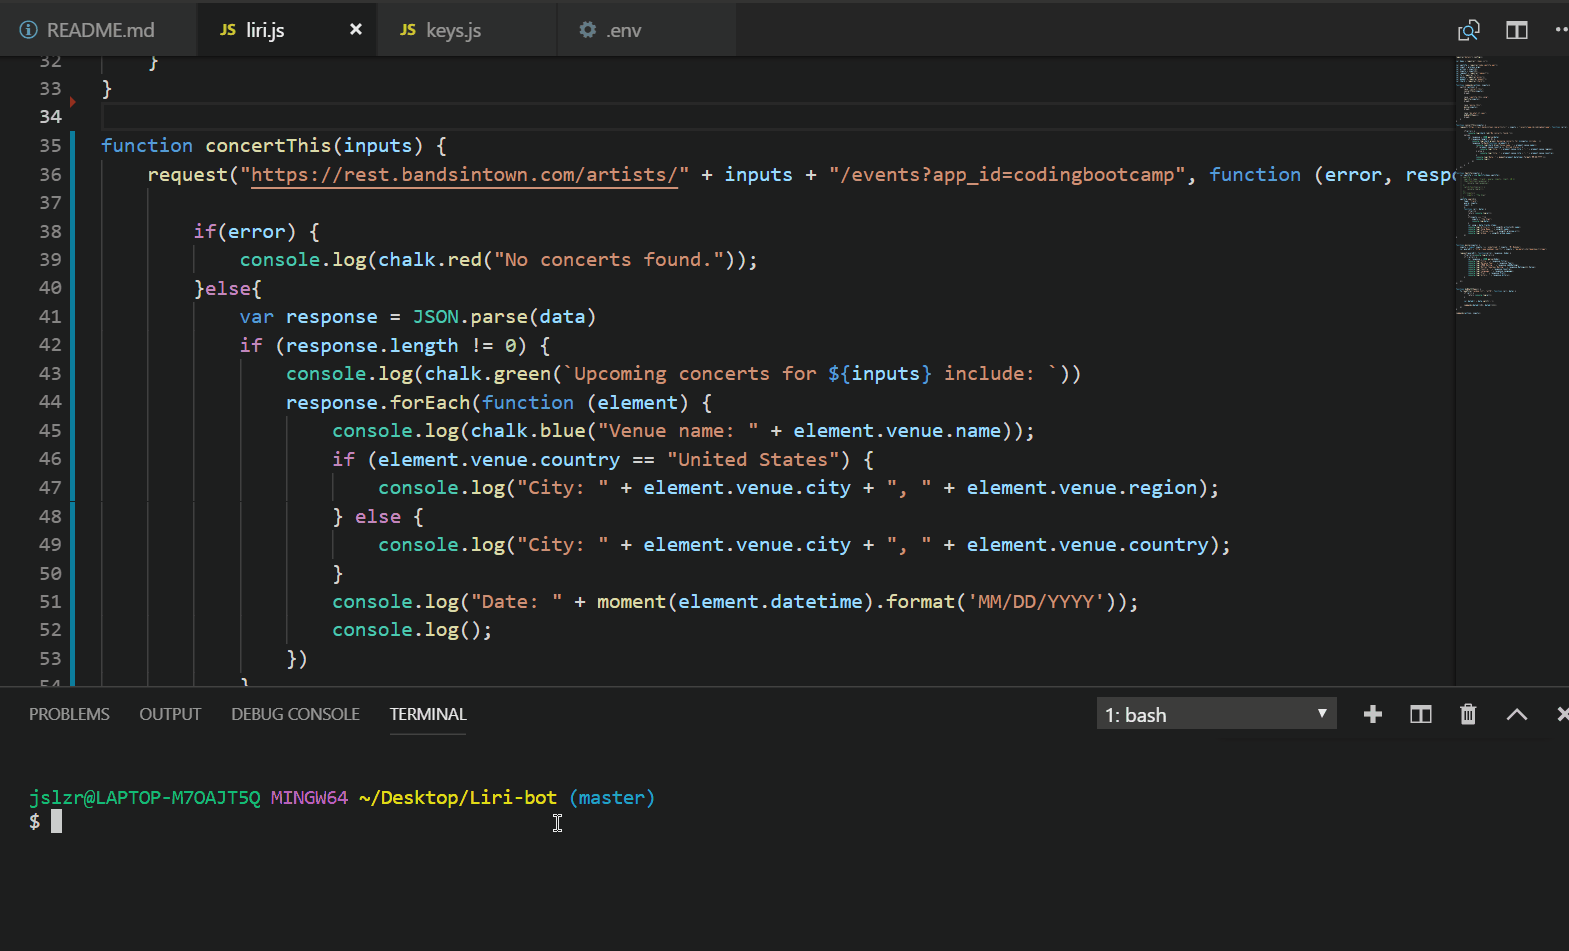 README.md JS liri.js × JS keys.js .env
32 }
33 }
34
35 function concertThis(inputs) {
36 request("https://rest.bandsintown.com/artists/" + inputs + "/events?app_id=codingbootcamp", function (error, respo
37
38 if(error) {
39 console.log(chalk.red("No concerts found."));
40 }else{
41 var response = JSON.parse(data)
42 if (response.length != 0) {
43 console.log(chalk.green(`Upcoming concerts for ${inputs} include: `))
44 response.forEach(function (element) {
45 console.log(chalk.blue("Venue name: " + element.venue.name));
46 if (element.venue.country == "United States") {
47 console.log("City: " + element.venue.city + ", " + element.venue.region);
48 } else {
49 console.log("City: " + element.venue.city + ", " + element.venue.country);
50 }
51 console.log("Date: " + moment(element.datetime).format('MM/DD/YYYY'));
52 console.log();
53 })
54 }
PROBLEMS OUTPUT DEBUG CONSOLE TERMINAL 1: bash
jslzr@LAPTOP-M7OAJT5Q MINGW64 ~/Desktop/Liri-bot (master)
$